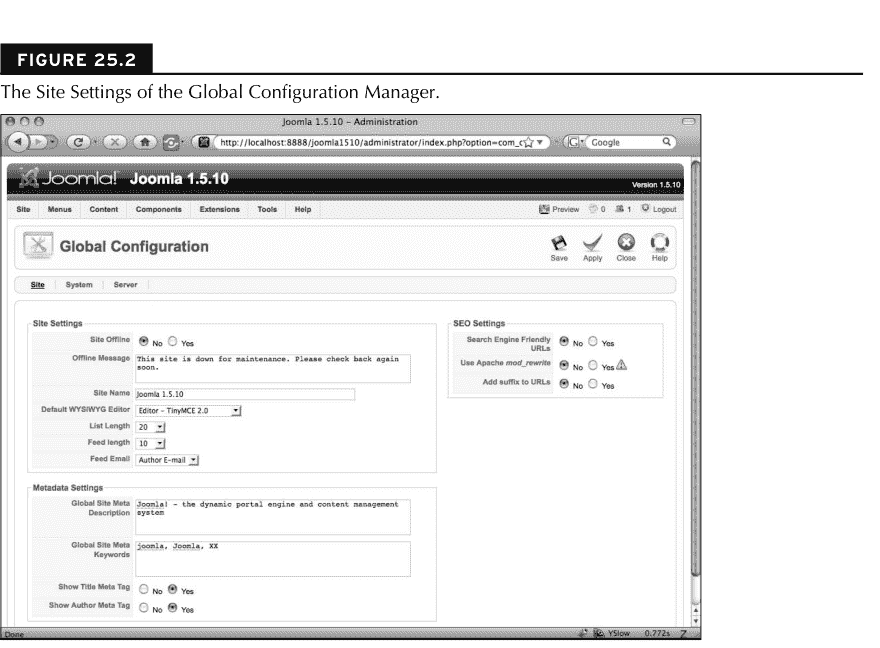 FIGURE 25.2
The Site Settings of the Global Configuration Manager.
Joomla 1.5.10 – Administration
http://localhost:8888/joomla1510/administrator/index.php?option=com_c
Google
Joomla! Joomla 1.5.10
Version 1.5.10
Site Menus Content Components Extensions Tools Help Preview 0 1 Logout
Global Configuration
Save Apply Close Help
Site System Server
Site Settings
Site Offline No Yes
Offline Message This site is down for maintenance. Please check back again
soon.
Site Name Joomla 1.5.10
Default WYSIWYG Editor Editor - TinyMCE 2.0
List Length 20
Feed length 10
Feed Email Author E-mail
SEO Settings
Search Engine Friendly
URLs No Yes
Use Apache mod_rewrite No Yes
Add suffix to URLs No Yes
Metadata Settings
Global Site Meta Joomla! - the dynamic portal engine and content management
Description system
Global Site Meta joomla, Joomla, XX
Keywords
Show Title Meta Tag No Yes
Show Author Meta Tag No Yes
Done YSlow 0.772s